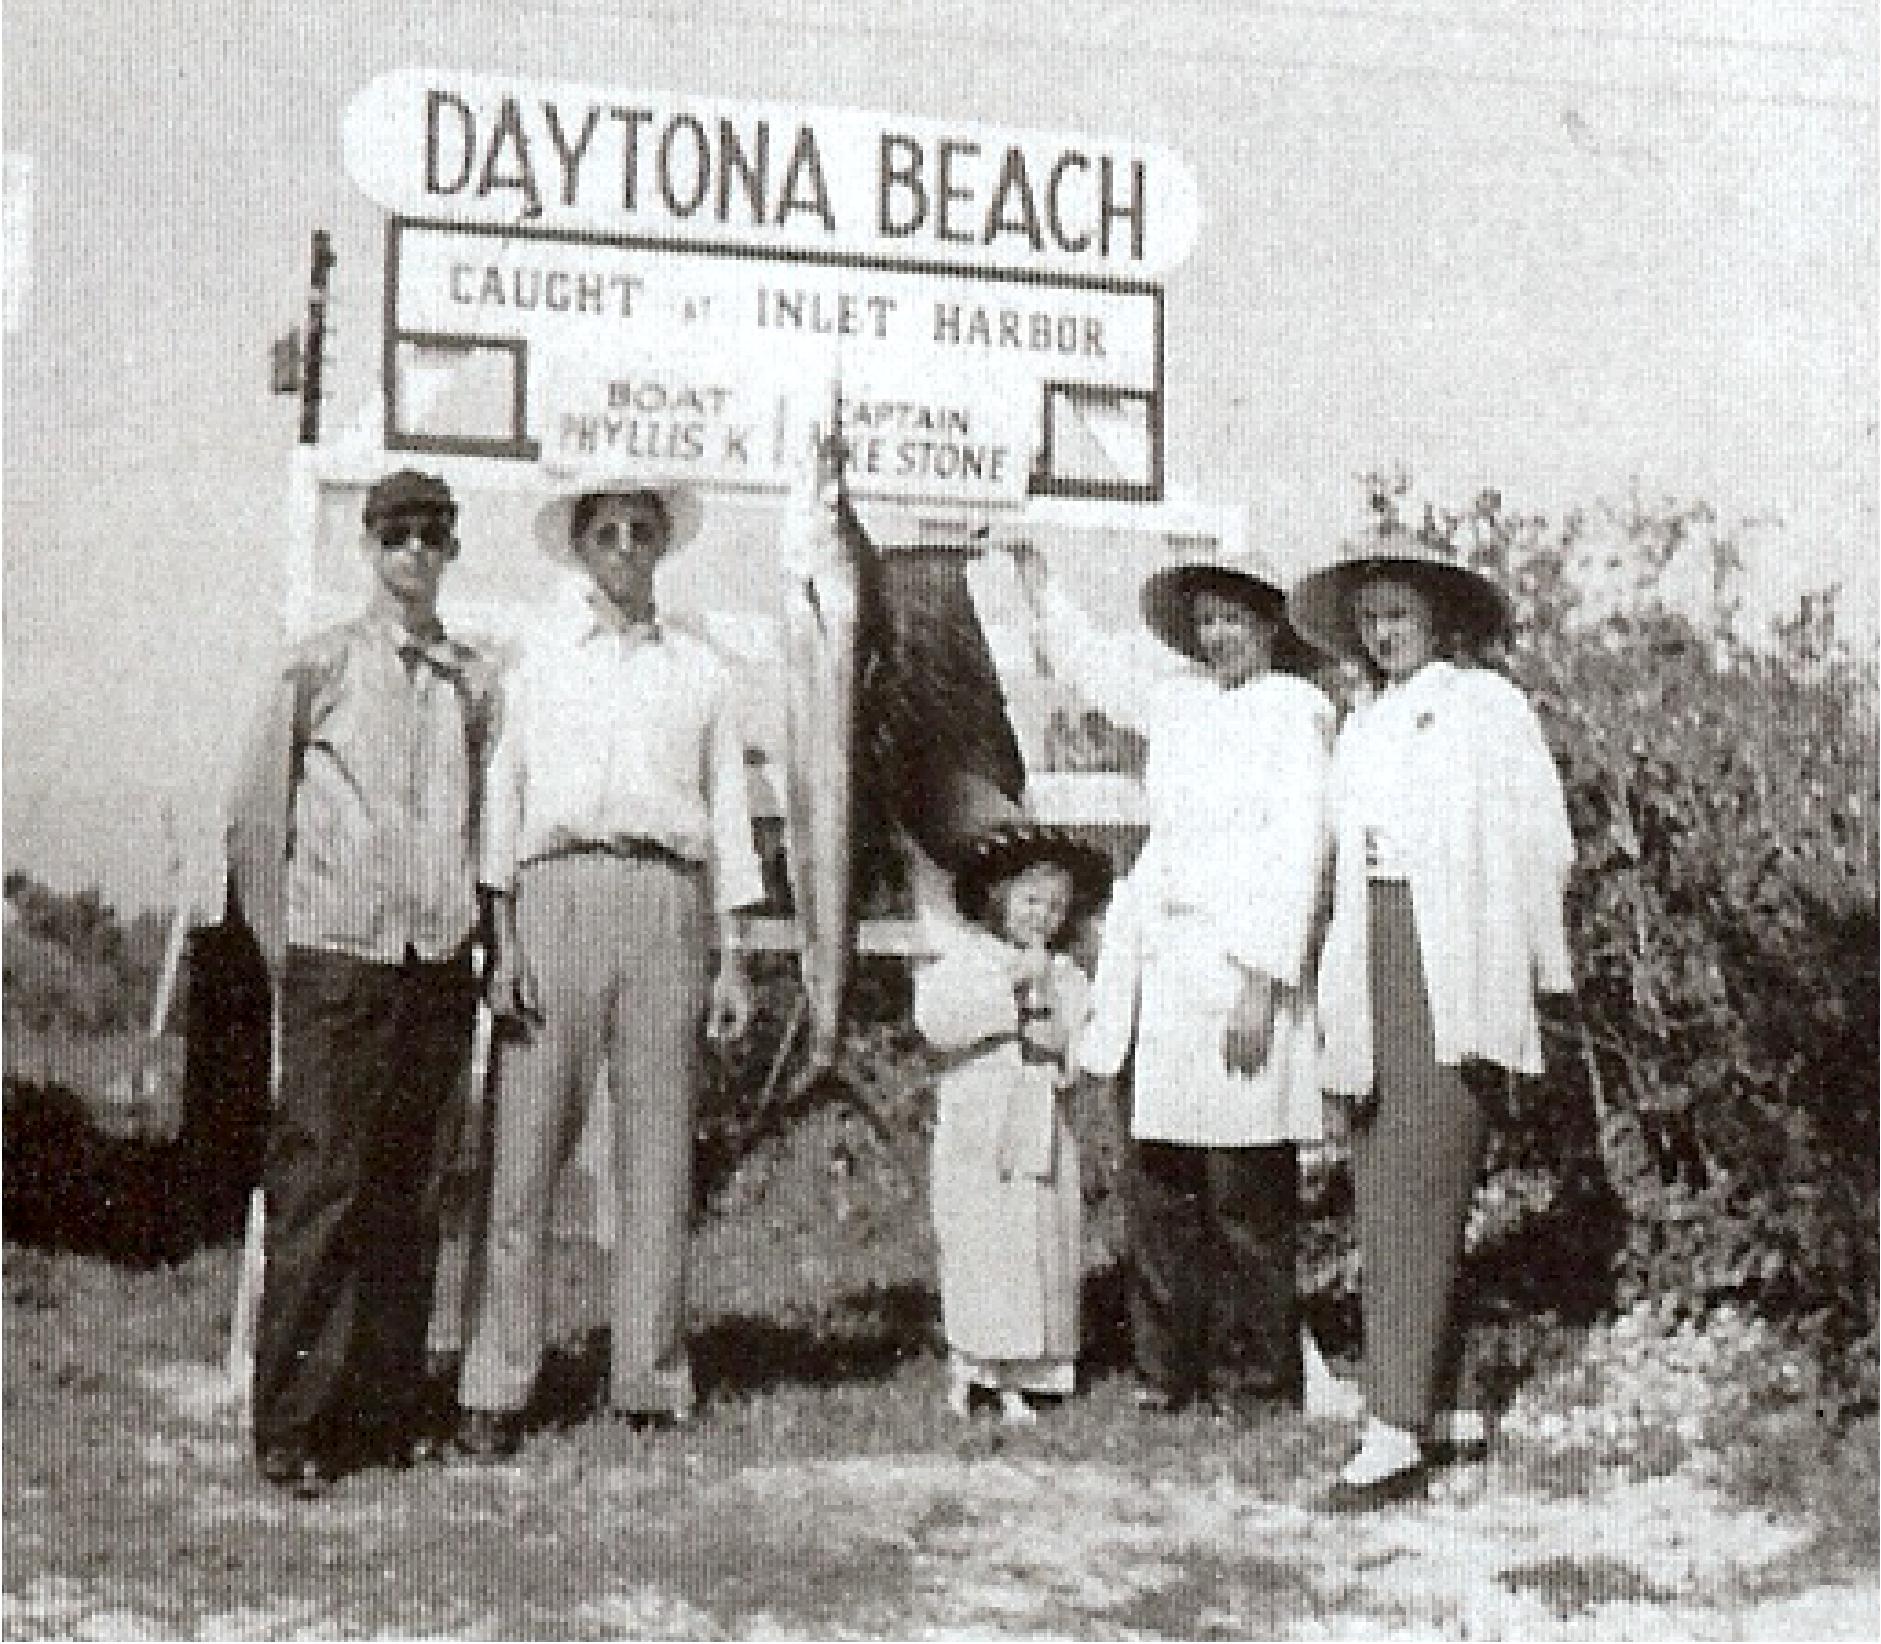 DAYTONA BEACH
CAUGHT AT INLET HARBOR
BOAT
PHYLLIS K
CAPTAIN
STONE